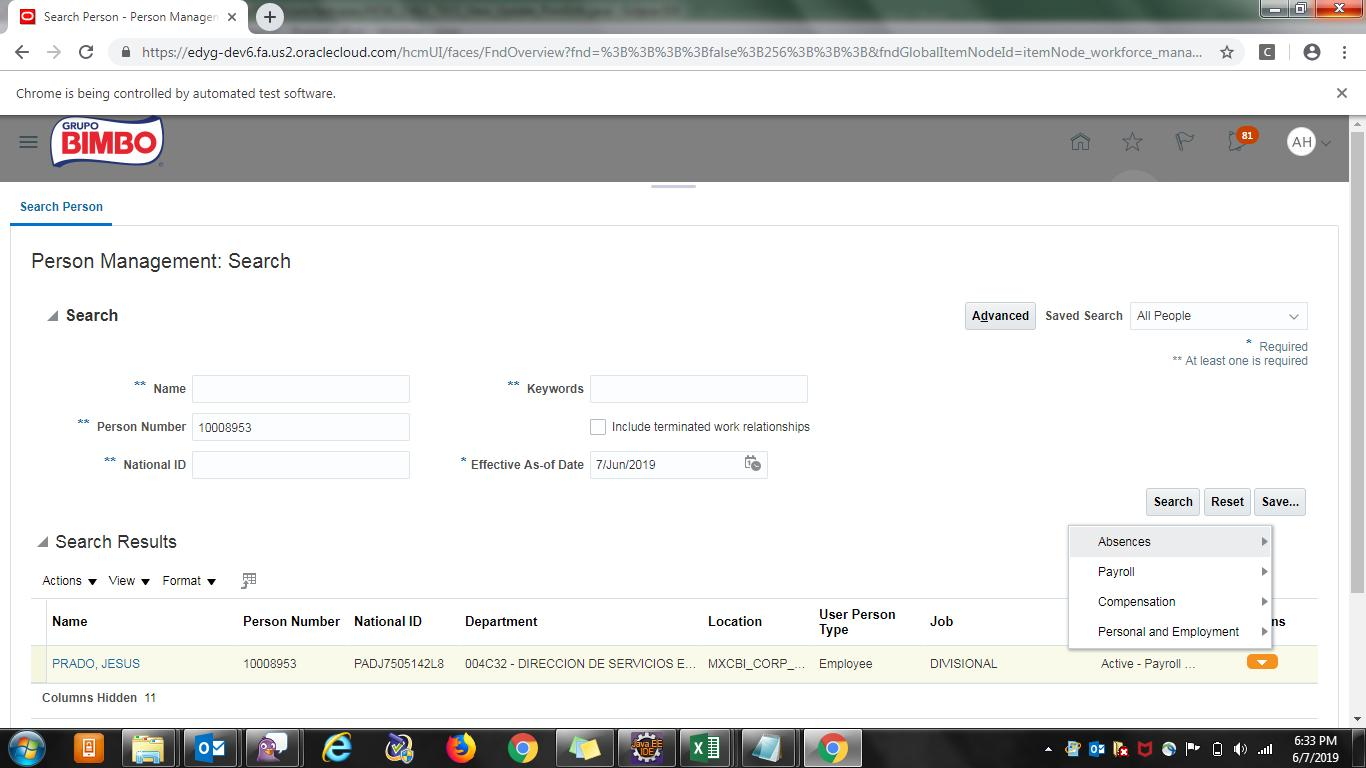 Search Person - Person Managen
https://edyg-dev6.fa.us2.oraclecloud.com/hcmUI/faces/FndOverview?fnd=%3B%3B%3B%3Bfalse%3B256%3B%3B%3B&fndGlobalItemNodeId=itemNode_workforce_mana...
C
Chrome is being controlled by automated test software.
GRUPO
BIMBO
81
AH
Search Person
Person Management: Search
Search
Advanced Saved Search All People
* Required
** At least one is required
** Name
** Keywords
** Person Number 10008953
Include terminated work relationships
** National ID
* Effective As-of Date 7/Jun/2019
Search Reset Save...
Search Results
Absences
Payroll
Compensation
Personal and Employment
Actions View Format
Name Person Number National ID Department Location User Person Type Job ns
PRADO, JESUS 10008953 PADJ7505142L8 004C32 - DIRECCION DE SERVICIOS E... MXCBI_CORP_... Employee DIVISIONAL Active - Payroll ...
Columns Hidden 11
Java EE
IDE
6:33 PM
6/7/2019